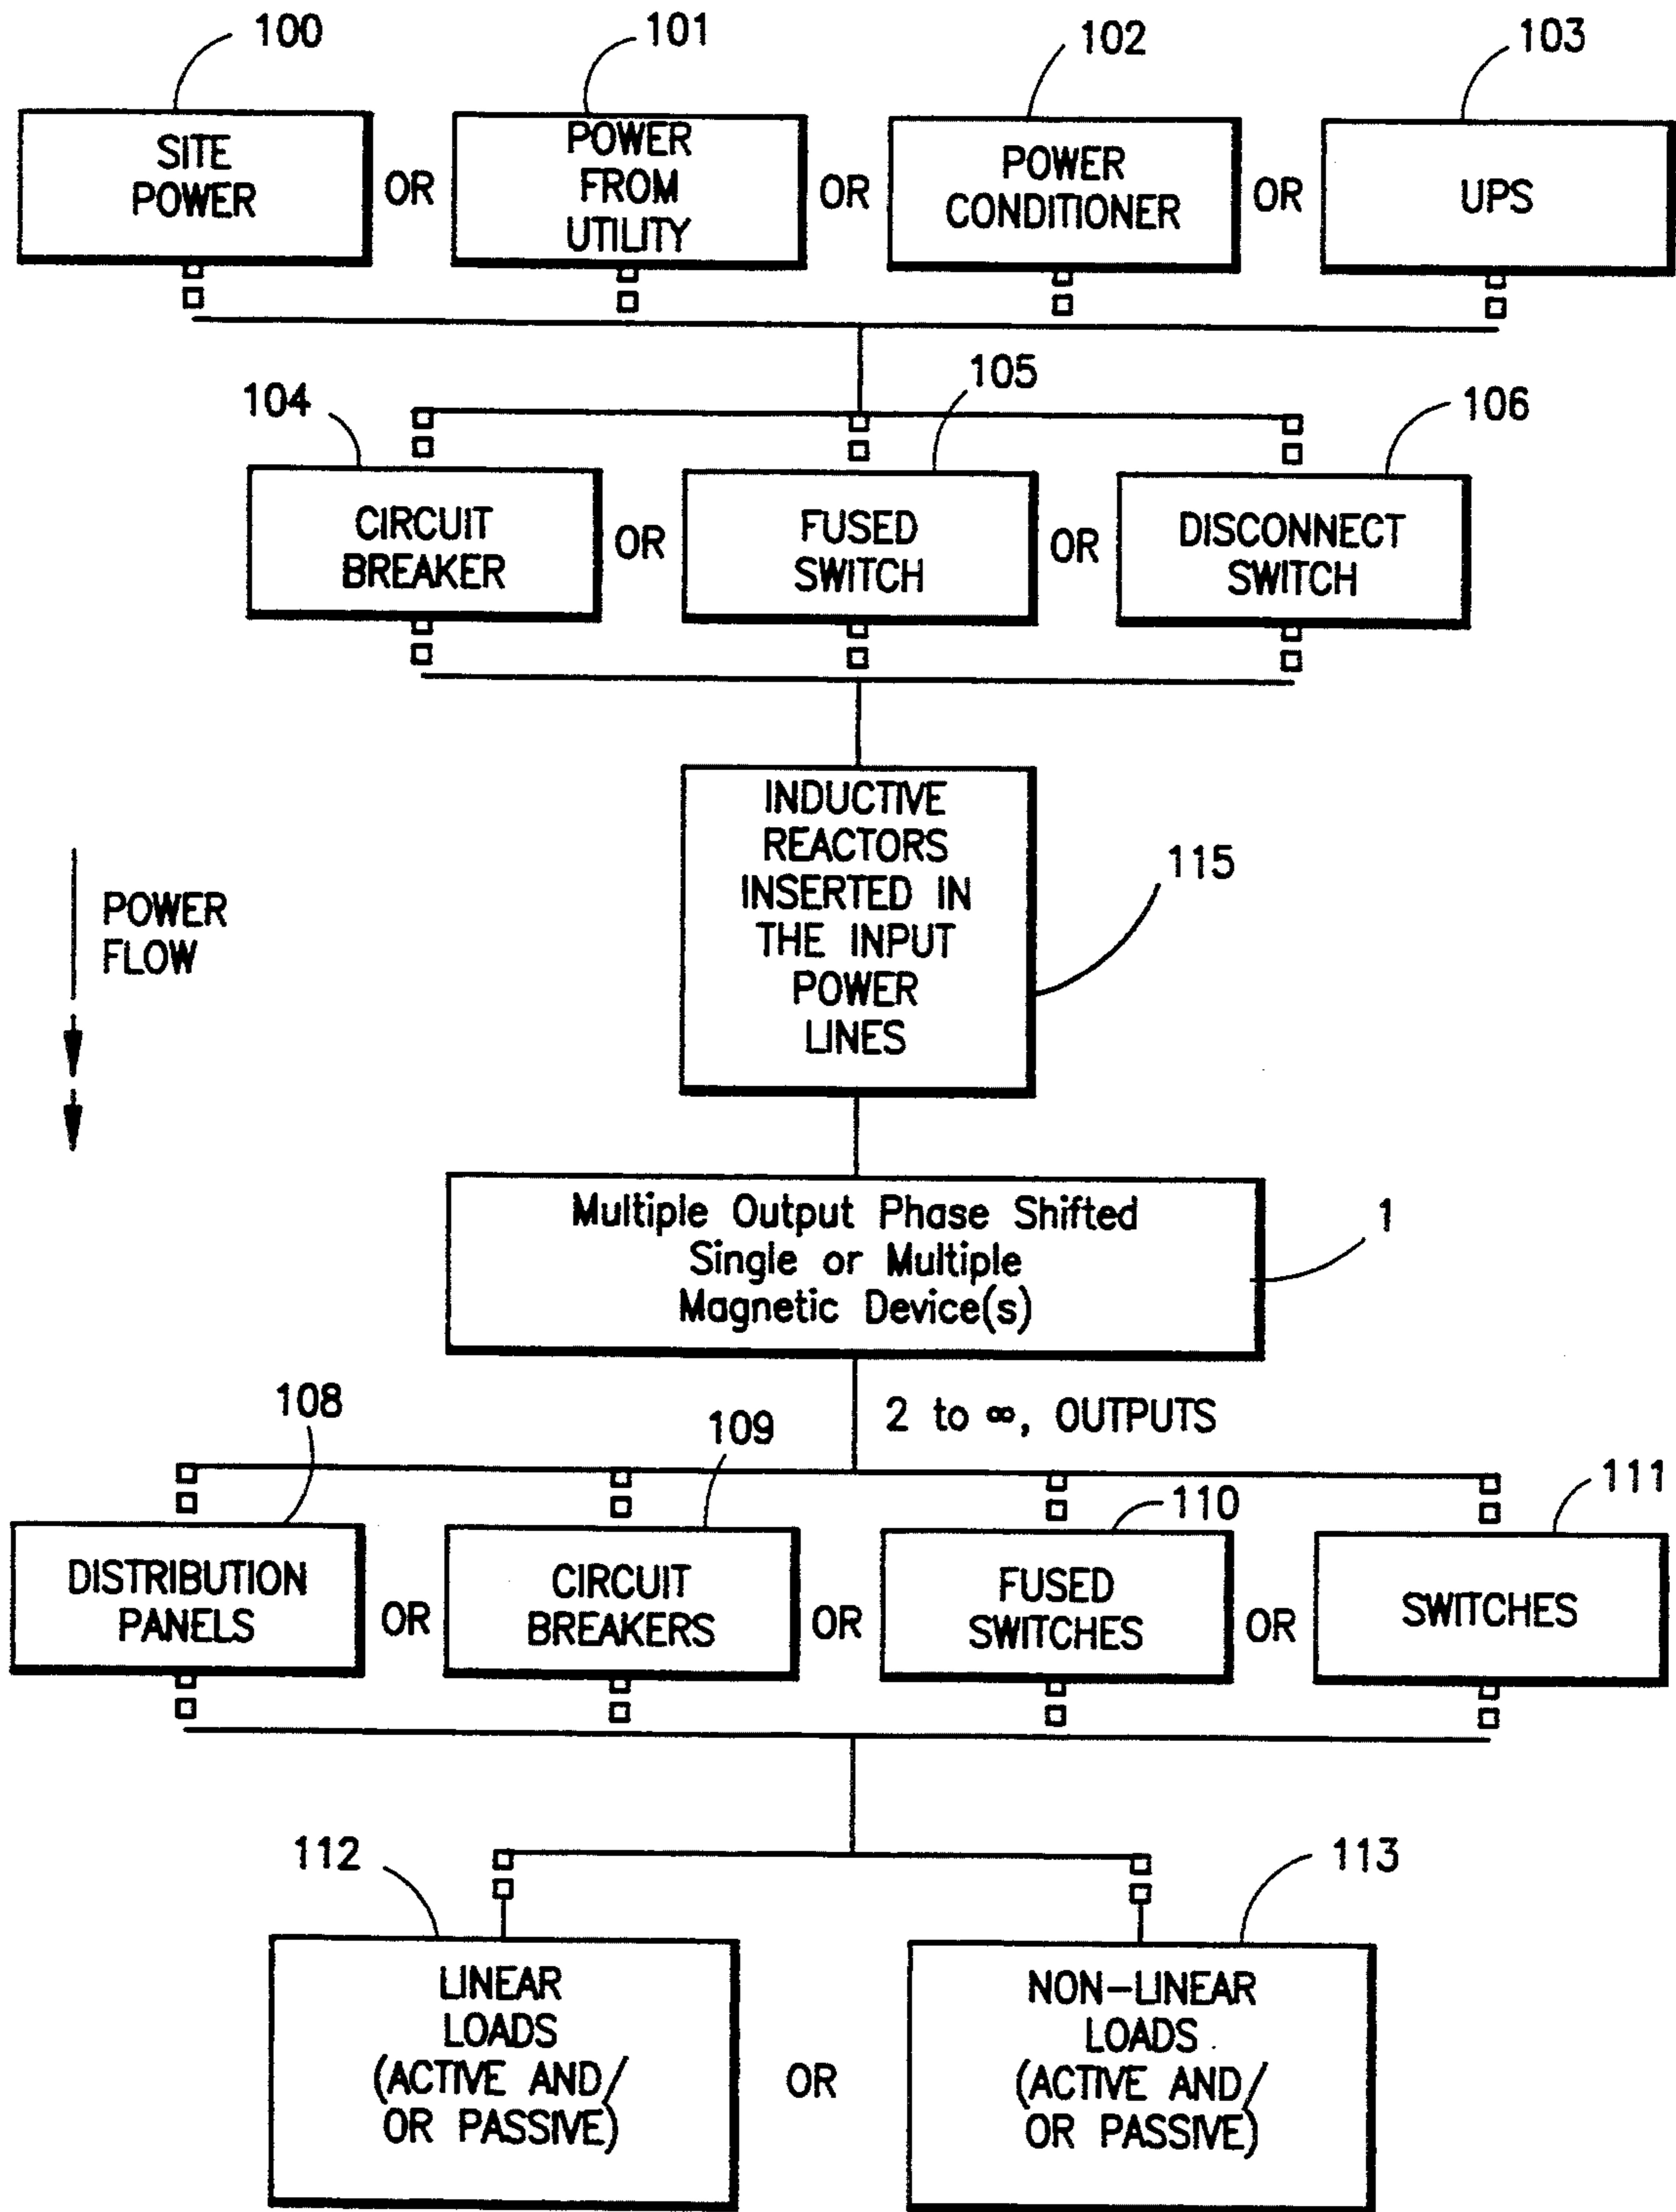 100
101
102
103
SITE
POWER
OR
POWER
FROM
UTILITY
OR
POWER
CONDITIONER
OR
UPS
104
105
106
CIRCUIT
BREAKER
OR
FUSED
SWITCH
OR
DISCONNECT
SWITCH
INDUCTIVE
REACTORS
INSERTED IN
THE INPUT
POWER
LINES
115
POWER
FLOW
Multiple Output Phase Shifted
Single or Multiple
Magnetic Device(s)
1
2 to ∞, OUTPUTS
108
109
110
111
DISTRIBUTION
PANELS
OR
CIRCUIT
BREAKERS
OR
FUSED
SWITCHES
OR
SWITCHES
112
113
LINEAR
LOADS
(ACTIVE AND/
OR PASSIVE)
OR
NON-LINEAR
LOADS
(ACTIVE AND/
OR PASSIVE)